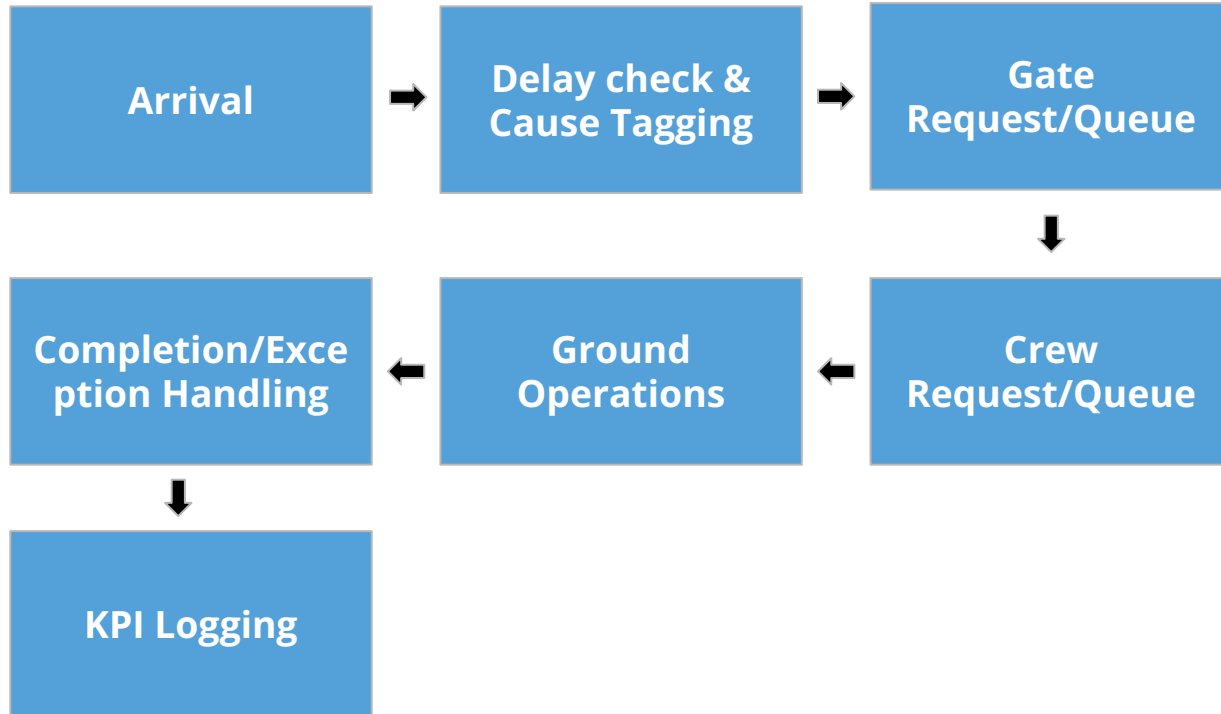 Arrival
Delay check &
Cause Tagging
Gate
Request/Queue
Crew
Request/Queue
Ground
Operations
Completion/Exce
ption Handling
KPI Logging